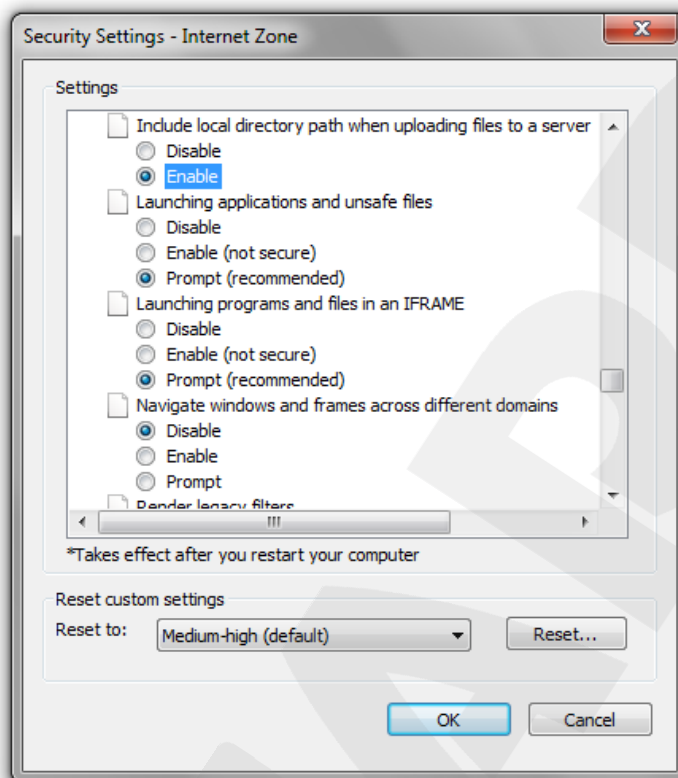 Security Settings - Internet Zone
Settings
Include local directory path when uploading files to a server
Disable
Enable
Launching applications and unsafe files
Disable
Enable (not secure)
Prompt (recommended)
Launching programs and files in an IFRAME
Disable
Enable (not secure)
Prompt (recommended)
Navigate windows and frames across different domains
Disable
Enable
Prompt
Render legacy filters
*Takes effect after you restart your computer
Reset custom settings
Reset to: Medium-high (default) Reset...
OK Cancel